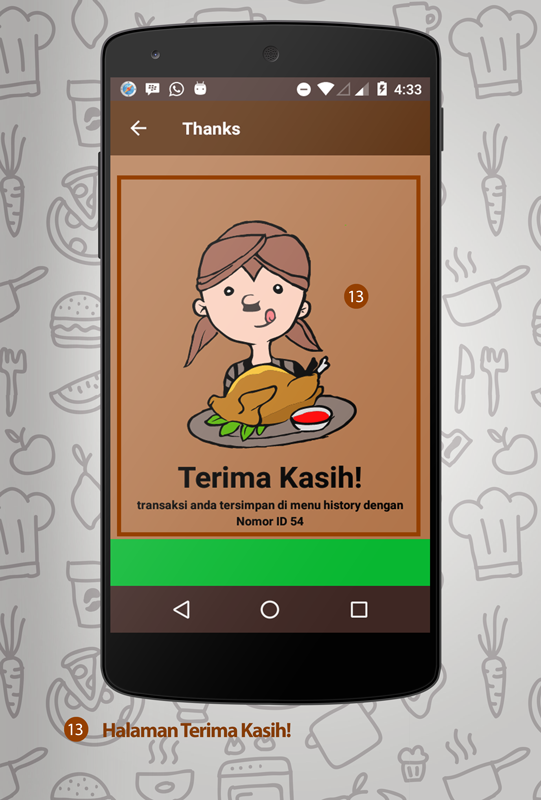 4:33
Thanks
13
Terima Kasih!
transaksi anda tersimpan di menu history dengan
Nomor ID 54
13 Halaman Terima Kasih!